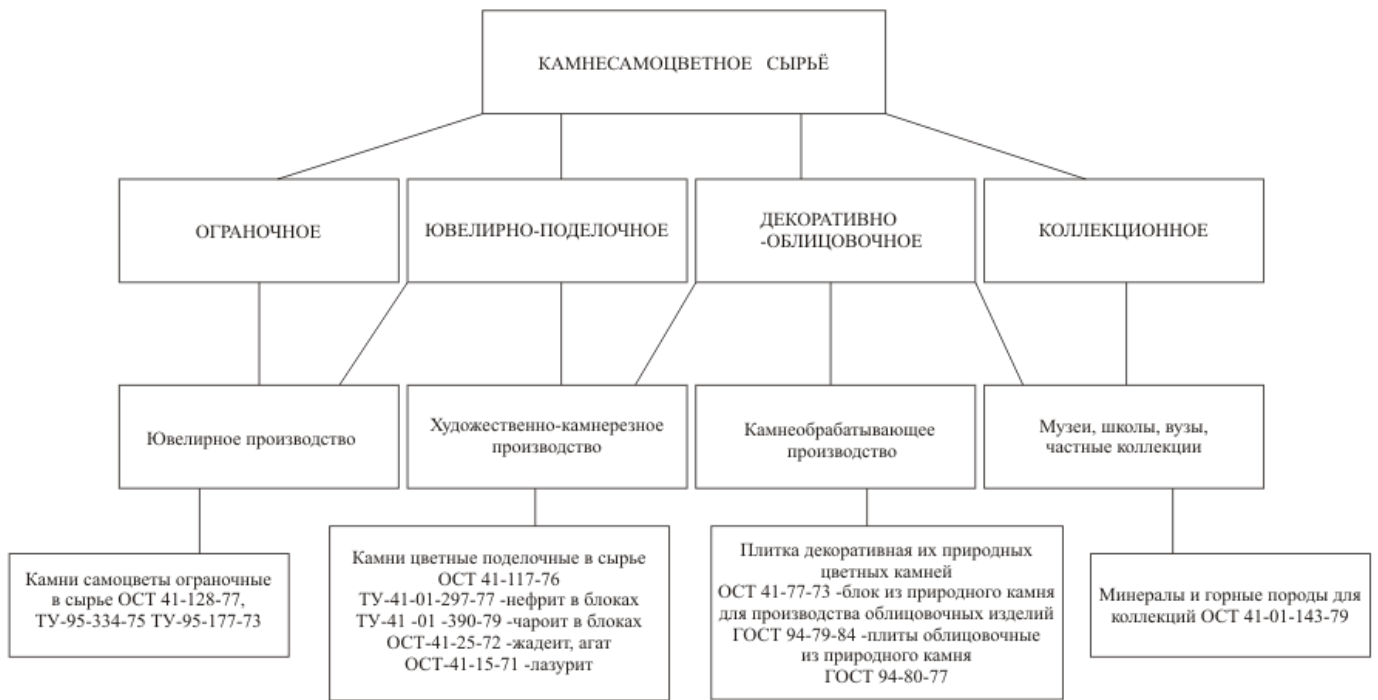 КАМНЕСАМОЦВЕТНОЕ СЫРЬЁ
ОГРАНОЧНОЕ
ЮВЕЛИРНО-ПОДЕЛОЧНОЕ
ДЕКОРАТИВНО
-ОБЛИЦОВОЧНОЕ
КОЛЛЕКЦИОННОЕ
Ювелирное производство
Художественно-камнерезное
производство
Камнеобрабатывающее
производство
Музеи, школы, вузы,
частные коллекции
Камни самоцветы ограночные
в сырье ОСТ 41-128-77,
ТУ-95-334-75 ТУ-95-177-73
Камни цветные поделочные в сырье
ОСТ 41-117-76
ТУ-41-01-297-77 -нефрит в блоках
ТУ-41 -01 -390-79 -чароит в блоках
ОСТ-41-25-72 -жадеит, агат
ОСТ-41-15-71 -лазурит
Плитка декоративная их природных
цветных камней
ОСТ 41-77-73 -блок из природного камня
для производства облицовочных изделий
ГОСТ 94-79-84 -плиты облицовочные
из природного камня
ГОСТ 94-80-77
Минералы и горные породы для
коллекций ОСТ 41-01-143-79